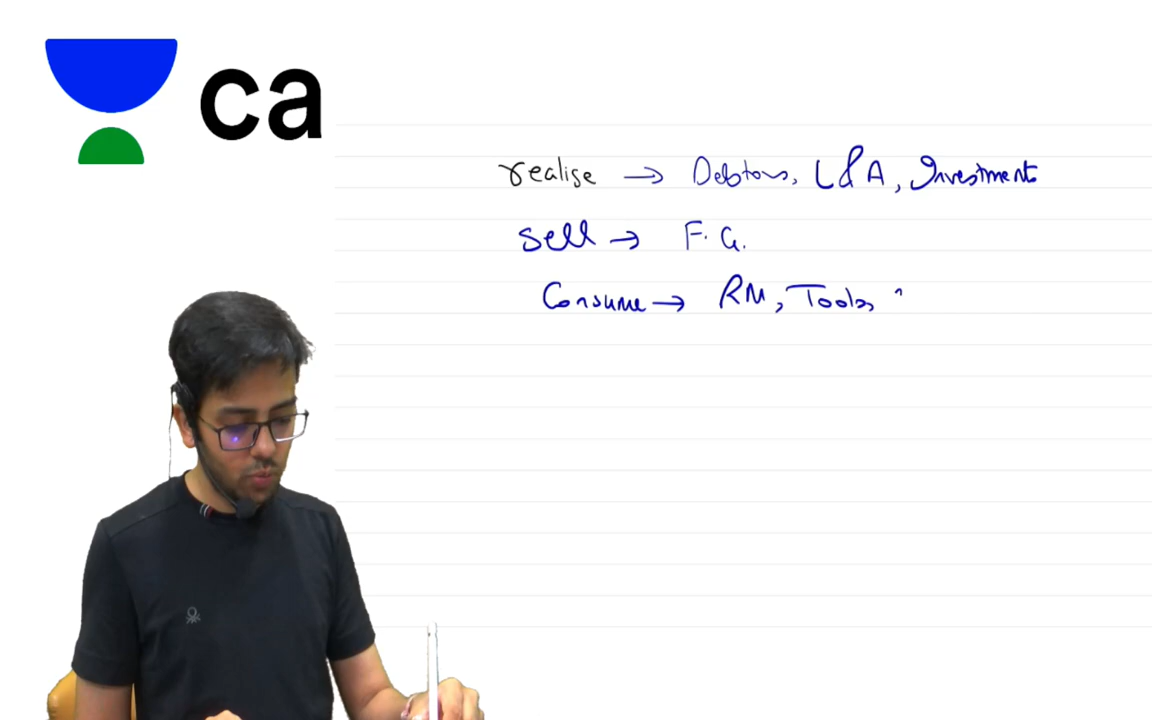 ca
realise → Debtors, L&A, Investments
Sell → F.G.
Consume → RM, Tools,